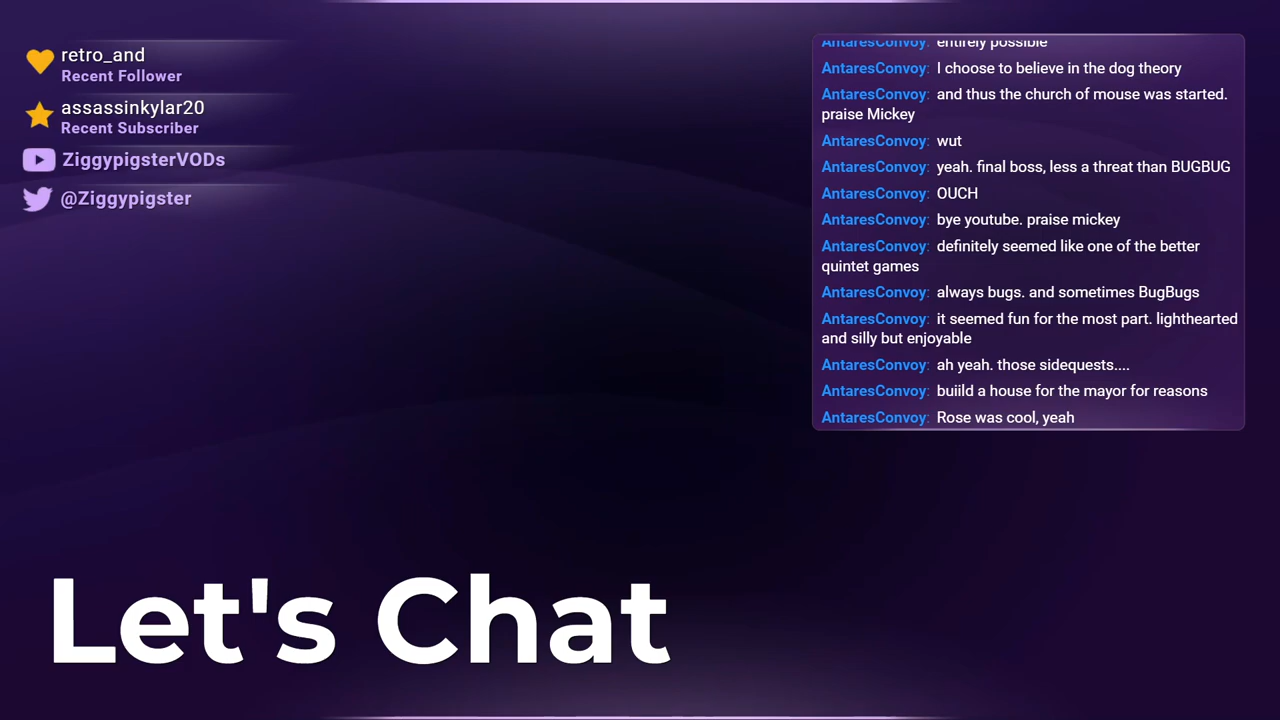 retro_and
Recent Follower
assassinkylar20
Recent Subscriber
ZiggypigsterVODs
@Ziggypigster
AntaresConvoy: entirely possible
AntaresConvoy: I choose to believe in the dog theory
AntaresConvoy: and thus the church of mouse was started.
praise Mickey
AntaresConvoy: wut
AntaresConvoy: yeah. final boss, less a threat than BUGBUG
AntaresConvoy: OUCH
AntaresConvoy: bye youtube. praise mickey
AntaresConvoy: definitely seemed like one of the better
quintet games
AntaresConvoy: always bugs. and sometimes BugBugs
AntaresConvoy: it seemed fun for the most part. lighthearted
and silly but enjoyable
AntaresConvoy: ah yeah. those sidequests....
AntaresConvoy: buiild a house for the mayor for reasons
AntaresConvoy: Rose was cool, yeah
Let's Chat